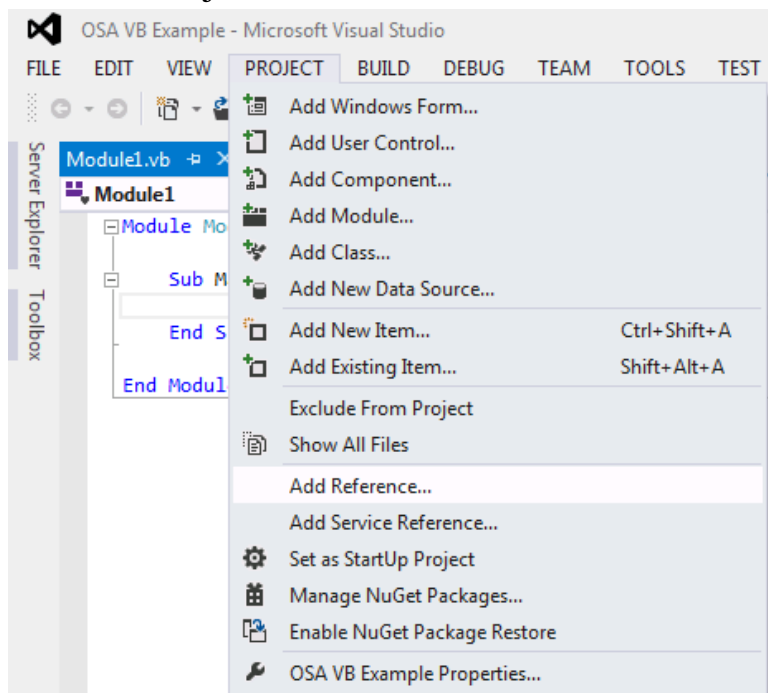 OSA VB Example - Microsoft Visual Studio
FILE EDIT VIEW PROJECT BUILD DEBUG TEAM TOOLS TEST
Server Explorer
Toolbox
Module1.vb
Module1
Module Mo
Sub M
End S
End Modul
Add Windows Form...
Add User Control...
Add Component...
Add Module...
Add Class...
Add New Data Source...
Add New Item... Ctrl+Shift+A
Add Existing Item... Shift+Alt+A
Exclude From Project
Show All Files
Add Reference...
Add Service Reference...
Set as StartUp Project
Manage NuGet Packages...
Enable NuGet Package Restore
OSA VB Example Properties...